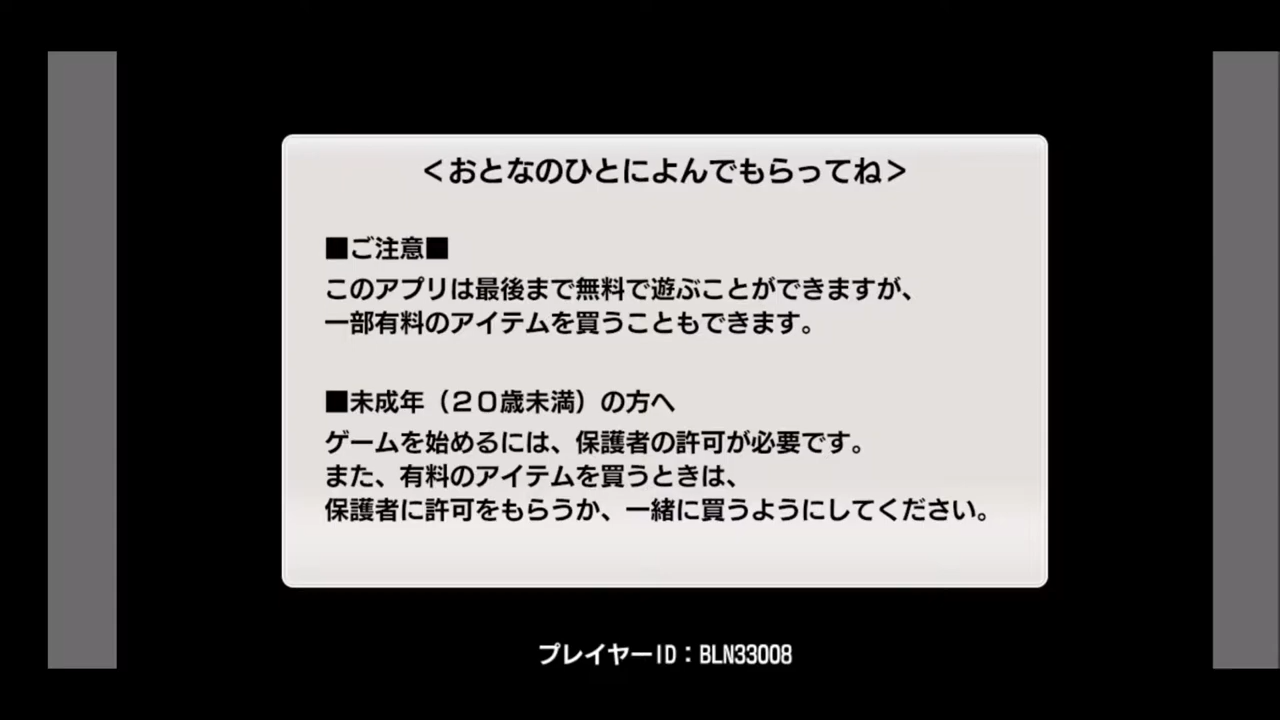 ＜おとなのひとによんでもらってね＞
■ご注意■
このアプリは最後まで無料で遊ぶことができますが、
一部有料のアイテムを買うこともできます。
■未成年（２０歳未満）の方へ
ゲームを始めるには、保護者の許可が必要です。
また、有料のアイテムを買うときは、
保護者に許可をもらうか、一緒に買うようにしてください。
プレイヤーID：BLN33008